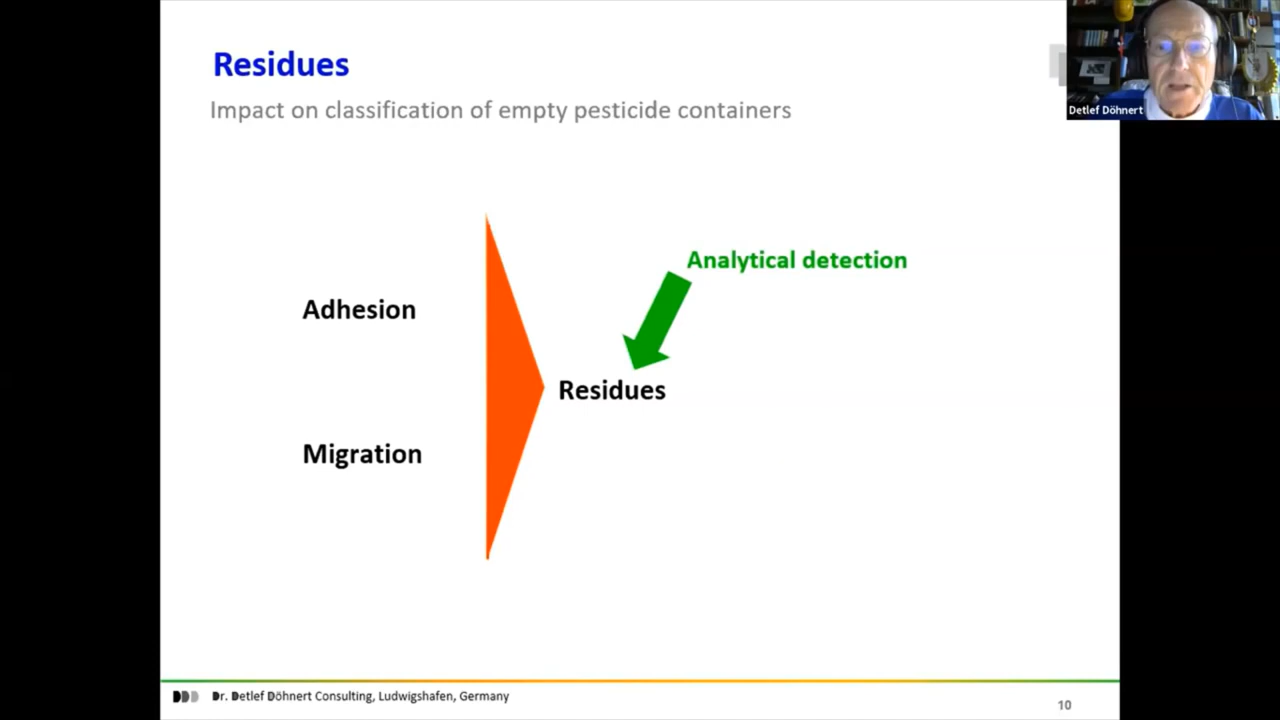 Residues
Impact on classification of empty pesticide containers
Detlef Döhnert
Analytical detection
Adhesion
Residues
Migration
DDD Dr. Detlef Döhnert Consulting, Ludwigshafen, Germany
10